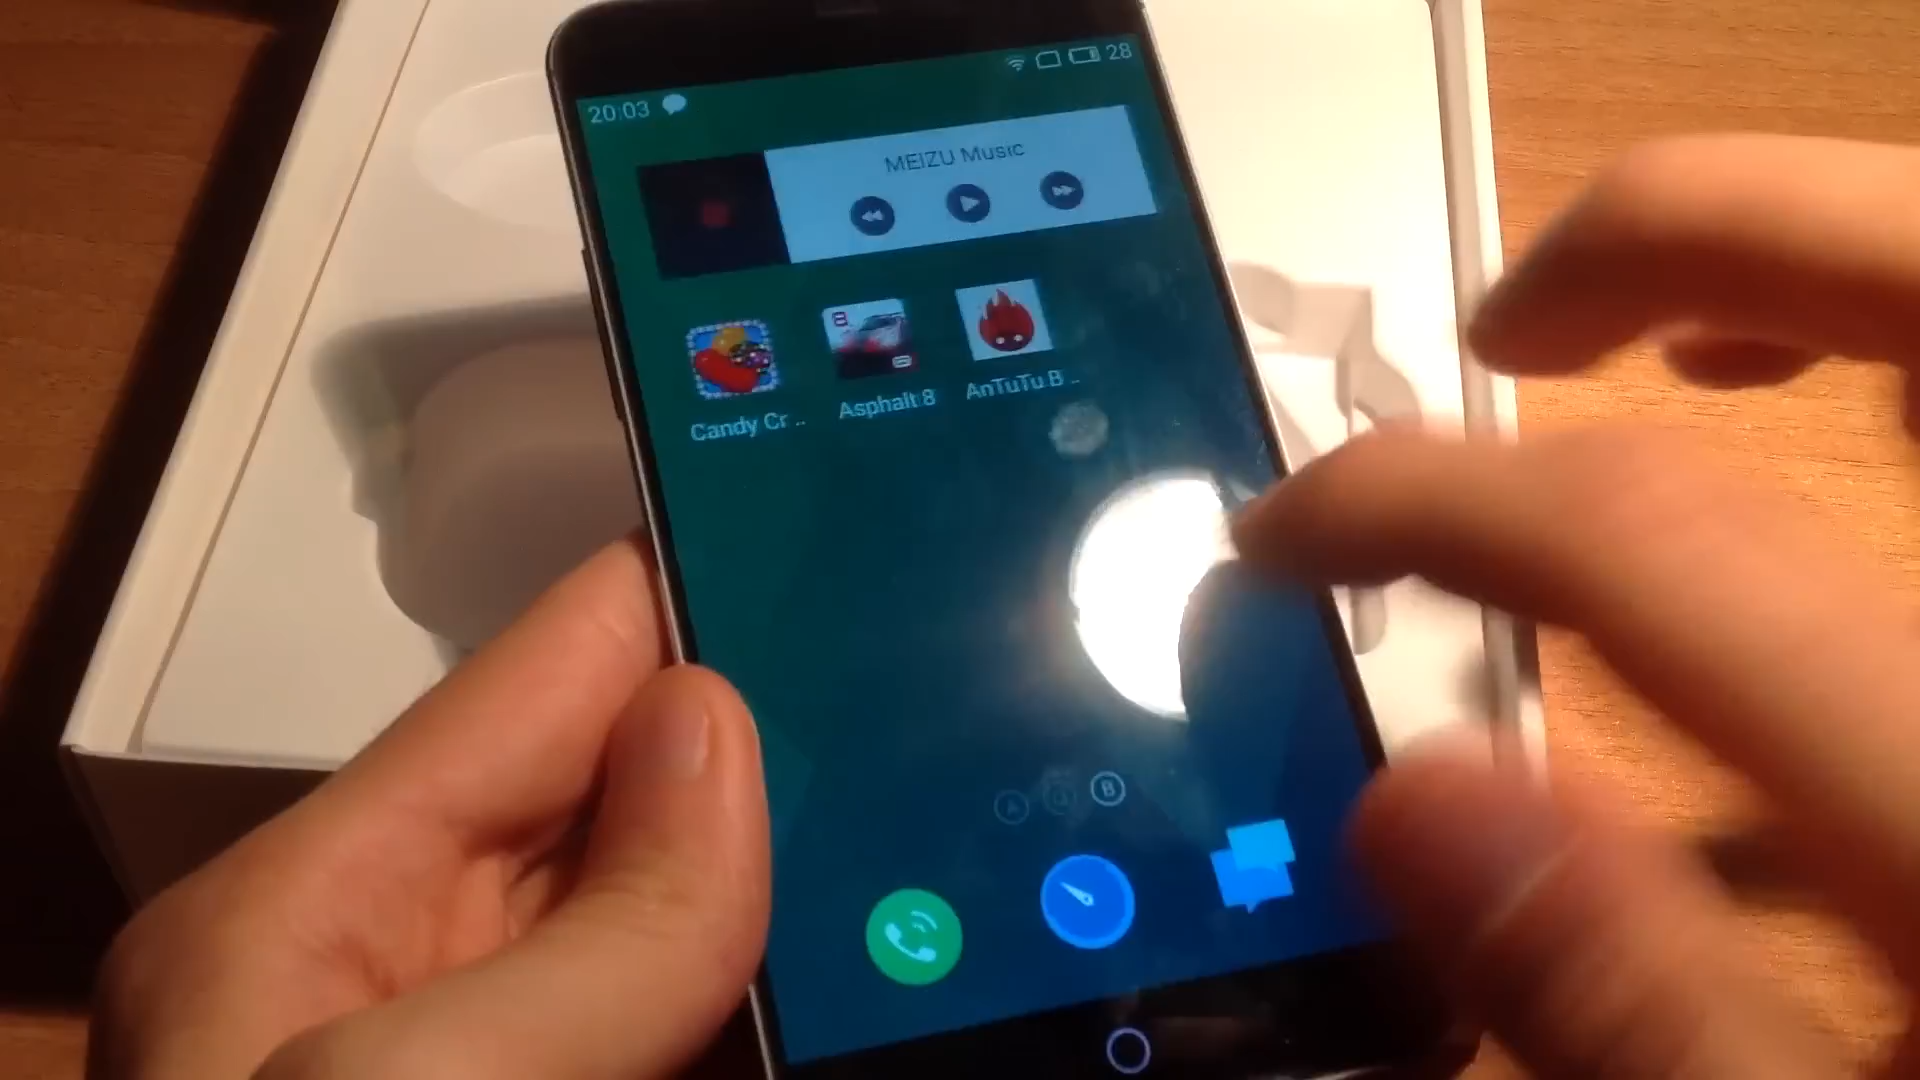 20:03
28
MEIZU Music
Candy Cr ..
Asphalt 8
AnTuTu B ..
A
B